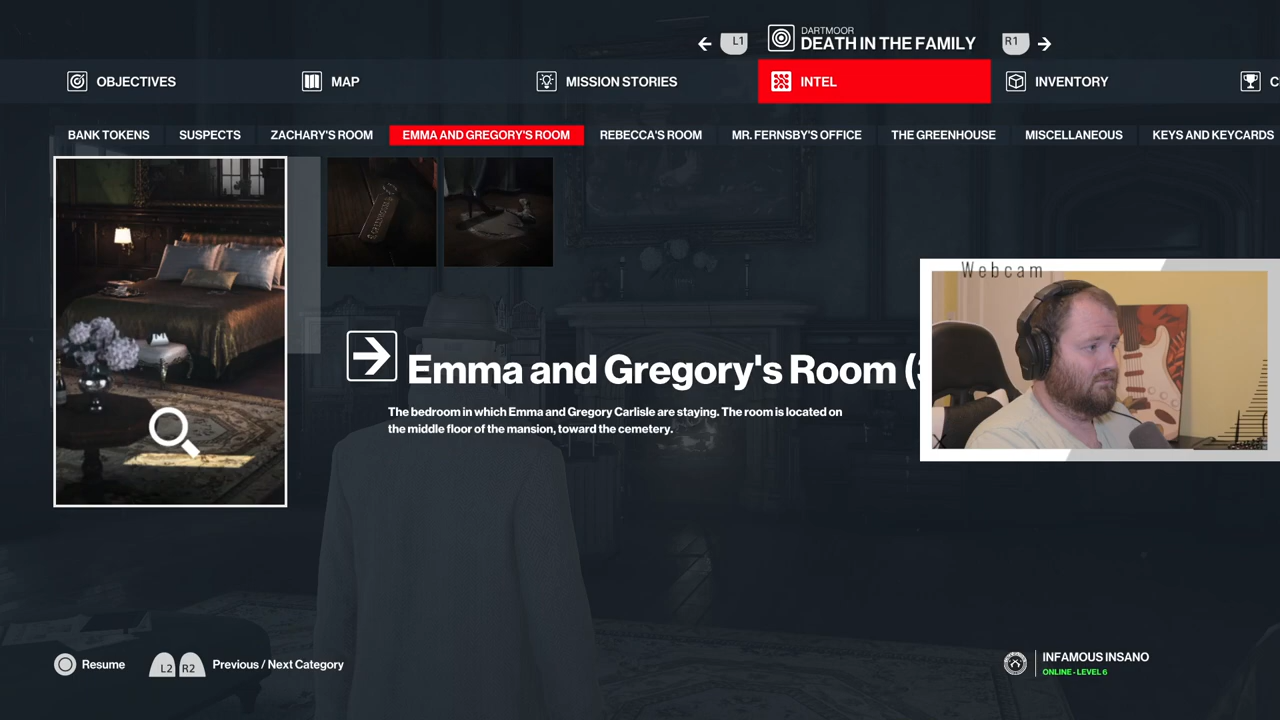 L1
DARTMOOR
DEATH IN THE FAMILY
R1
OBJECTIVES
MAP
MISSION STORIES
INTEL
INVENTORY
C
BANK TOKENS
SUSPECTS
ZACHARY'S ROOM
EMMA AND GREGORY'S ROOM
REBECCA'S ROOM
MR. FERNSBY'S OFFICE
THE GREENHOUSE
MISCELLANEOUS
KEYS AND KEYCARDS
GREENHOUSE
Webcam
Emma and Gregory's Room (
The bedroom in which Emma and Gregory Carlisle are staying. The room is located on
the middle floor of the mansion, toward the cemetery.
Resume
L2 R2
Previous / Next Category
INFAMOUS INSANO
ONLINE - LEVEL 6